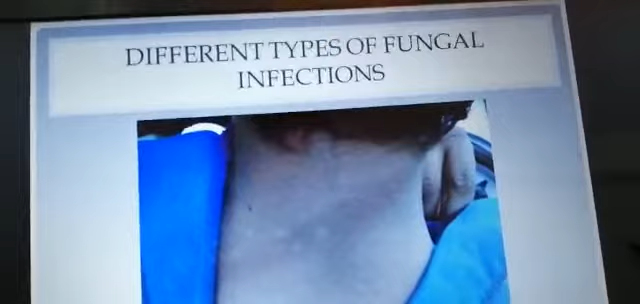 DIFFERENT TYPES OF FUNGAL
INFECTIONS